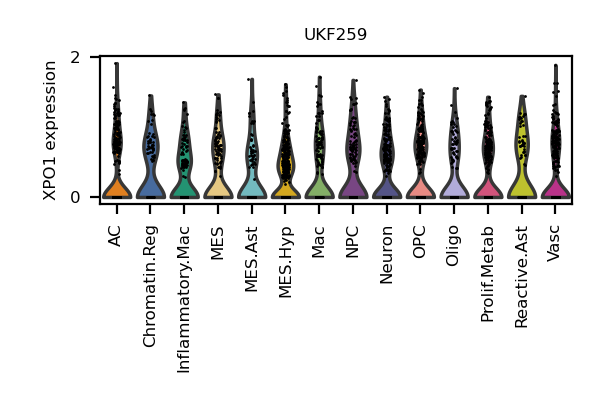 UKF259
XPO1 expression
2
0
AC
Chromatin.Reg
Inflammatory.Mac
MES
MES.Ast
MES.Hyp
Mac
NPC
Neuron
OPC
Oligo
Prolif.Metab
Reactive.Ast
Vasc